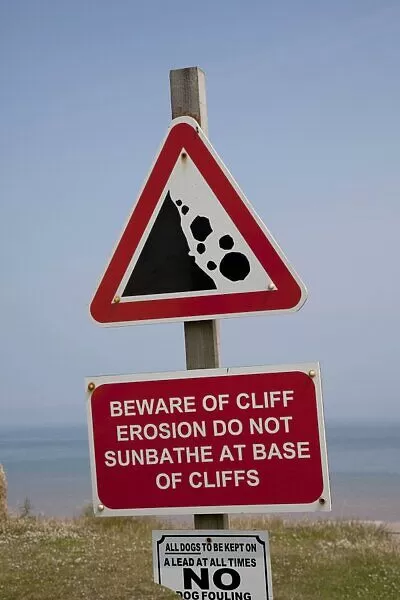 BEWARE OF CLIFF
EROSION DO NOT
SUNBATHE AT BASE
OF CLIFFS
ALL DOGS TO BE KEPT ON
A LEAD AT ALL TIMES
NO
DOG FOULING